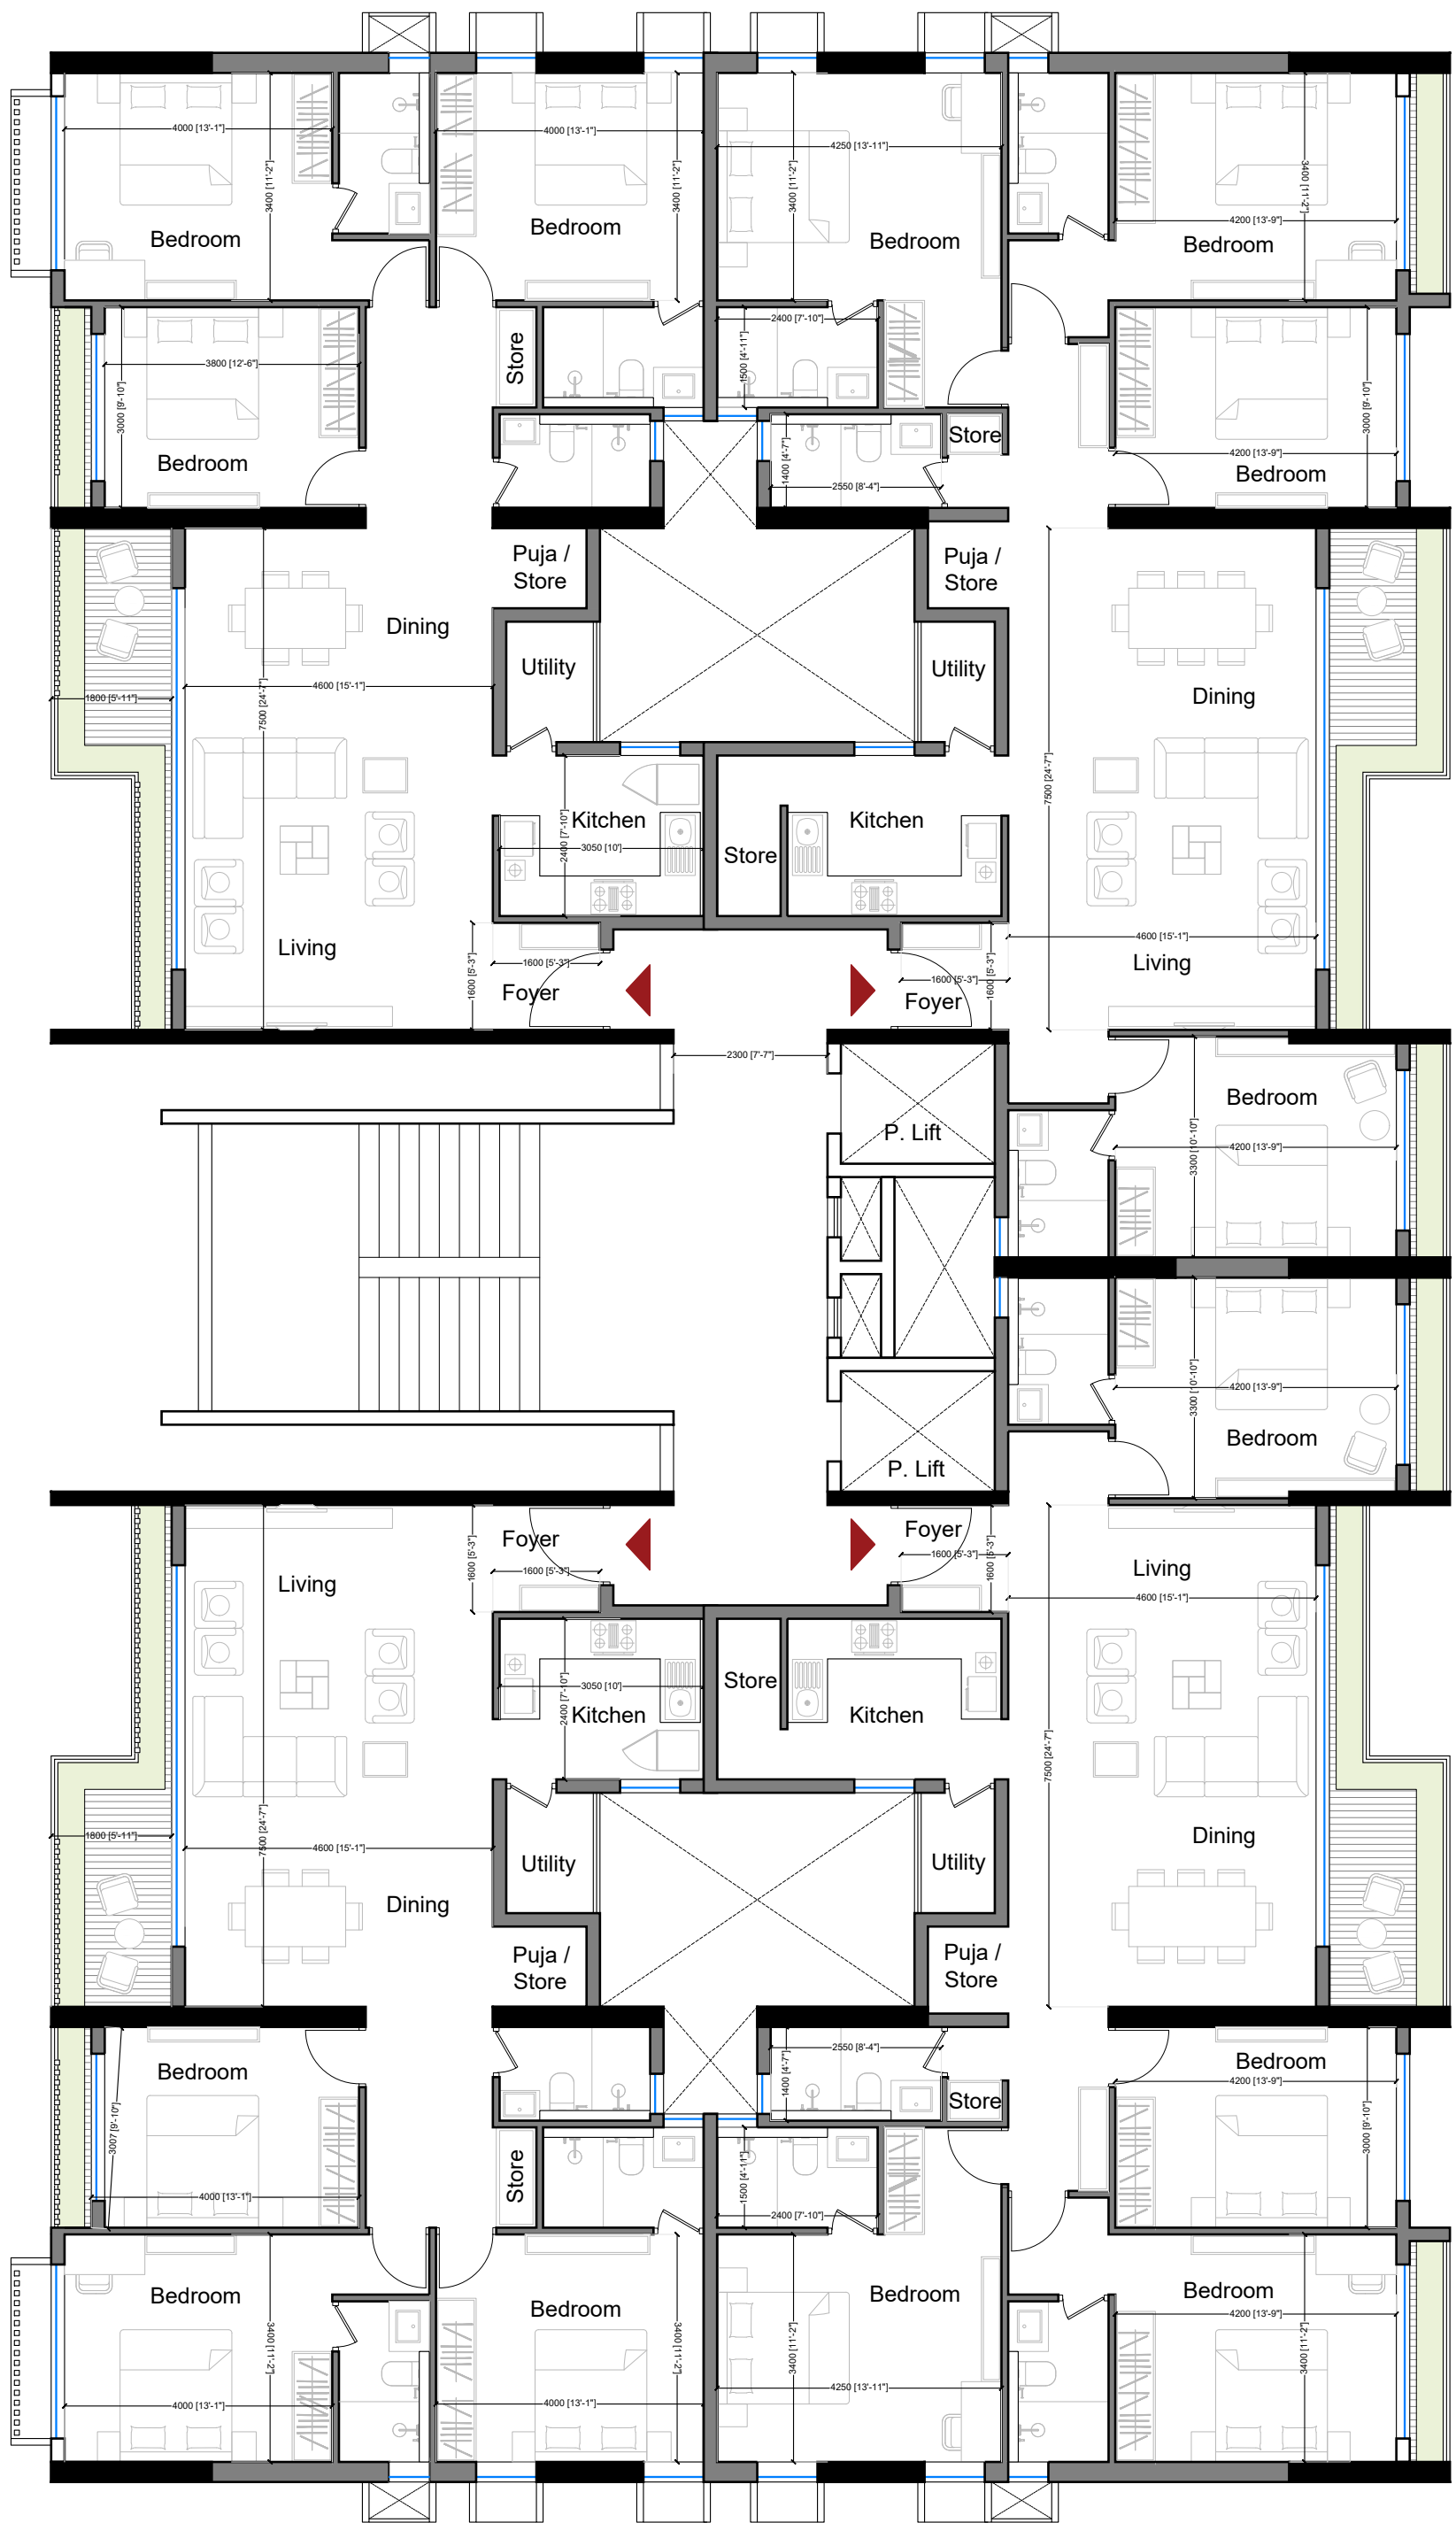 4000 [13'-1"]
3400 [11'-2"]
Bedroom
4000 [13'-1"]
3400 [11'-2"]
Bedroom
4250 [13'-11"]
3400 [11'-2"]
Bedroom
3400 [11'-2"]
4200 [13'-9"]
Bedroom
3800 [12'-6"]
3000 [9'-10"]
Bedroom
Store
2400 [7'-10"]
1500 [4'-11"]
1400 [4'-7"]
2550 [8'-4"]
Store
3000 [9'-10"]
4200 [13'-9"]
Bedroom
Puja /
Store
Puja /
Store
Dining
Utility
Utility
4600 [15'-1"]
1800 [5'-11"]
7500 [24'-7"]
Dining
7500 [24'-7"]
Kitchen
3050 [10']
2400 [7'-10"]
Store
Kitchen
Living
1600 [5'-3"]
1600 [5'-3"]
Foyer
1600 [5'-3"]
1600 [5'-3"]
Foyer
4600 [15'-1"]
Living
2300 [7'-7"]
P. Lift
Bedroom
4200 [13'-9"]
3300 [10'-10"]
4200 [13'-9"]
3300 [10'-10"]
Bedroom
P. Lift
Foyer
1600 [5'-3"]
1600 [5'-3"]
Foyer
1600 [5'-3"]
1600 [5'-3"]
Living
Living
4600 [15'-1"]
3050 [10']
2400 [7'-10"]
Kitchen
Store
Kitchen
7500 [24'-7"]
1800 [5'-11"]
7500 [24'-7"]
4600 [15'-1"]
Dining
Utility
Utility
Dining
Puja /
Store
Puja /
Store
Bedroom
3007 [9'-10"]
4000 [13'-1"]
Store
2550 [8'-4"]
1400 [4'-7"]
Store
1500 [4'-11"]
2400 [7'-10"]
Bedroom
4200 [13'-9"]
3000 [9'-10"]
Bedroom
3400 [11'-2"]
4000 [13'-1"]
Bedroom
3400 [11'-2"]
4000 [13'-1"]
Bedroom
3400 [11'-2"]
4250 [13'-11"]
Bedroom
4200 [13'-9"]
3400 [11'-2"]